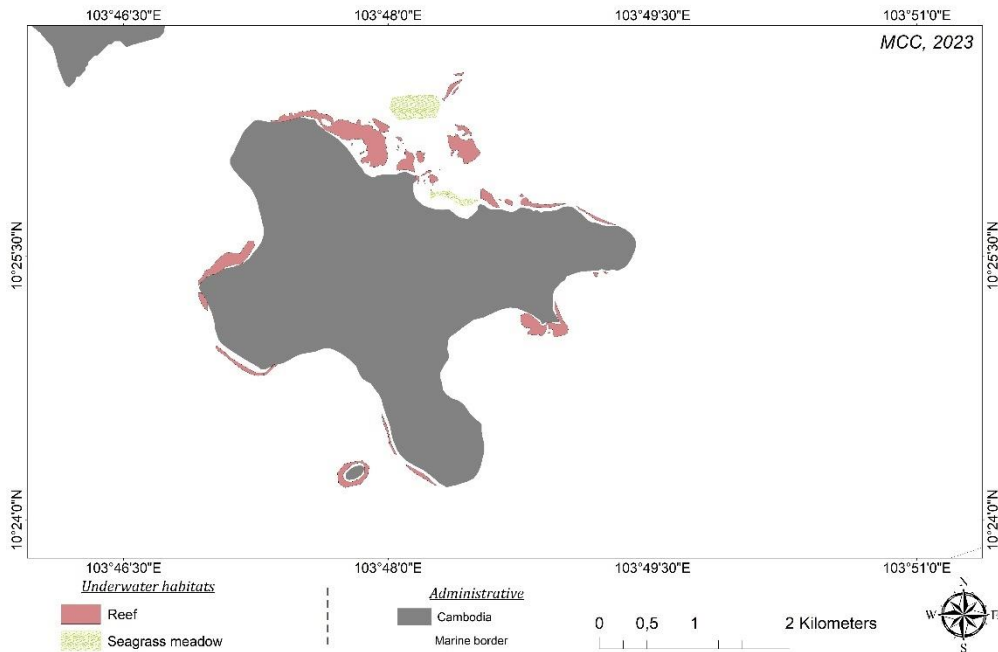 103°46'30"E 103°48'0"E 103°49'30"E 103°51'0"E
MCC, 2023
10°25'30"N 10°25'30"N
10°24'0"N 10°24'0"N
103°46'30"E 103°48'0"E 103°49'30"E 103°51'0"E
Underwater habitats
Reef
Seagrass meadow
Administrative
Cambodia
Marine border
0 0,5 1 2 Kilometers
N
W E
S